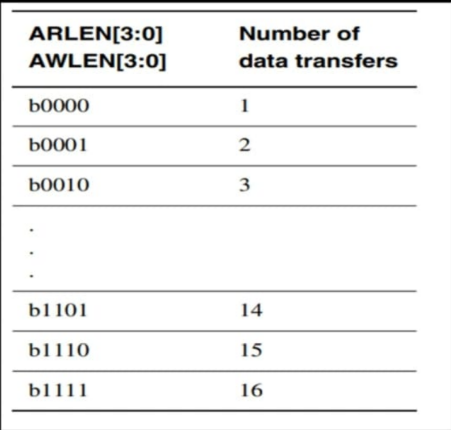 ARLEN[3:0] Number of
AWLEN[3:0] data transfers
b0000 1
b0001 2
b0010 3
.
.
.
b1101 14
b1110 15
b1111 16